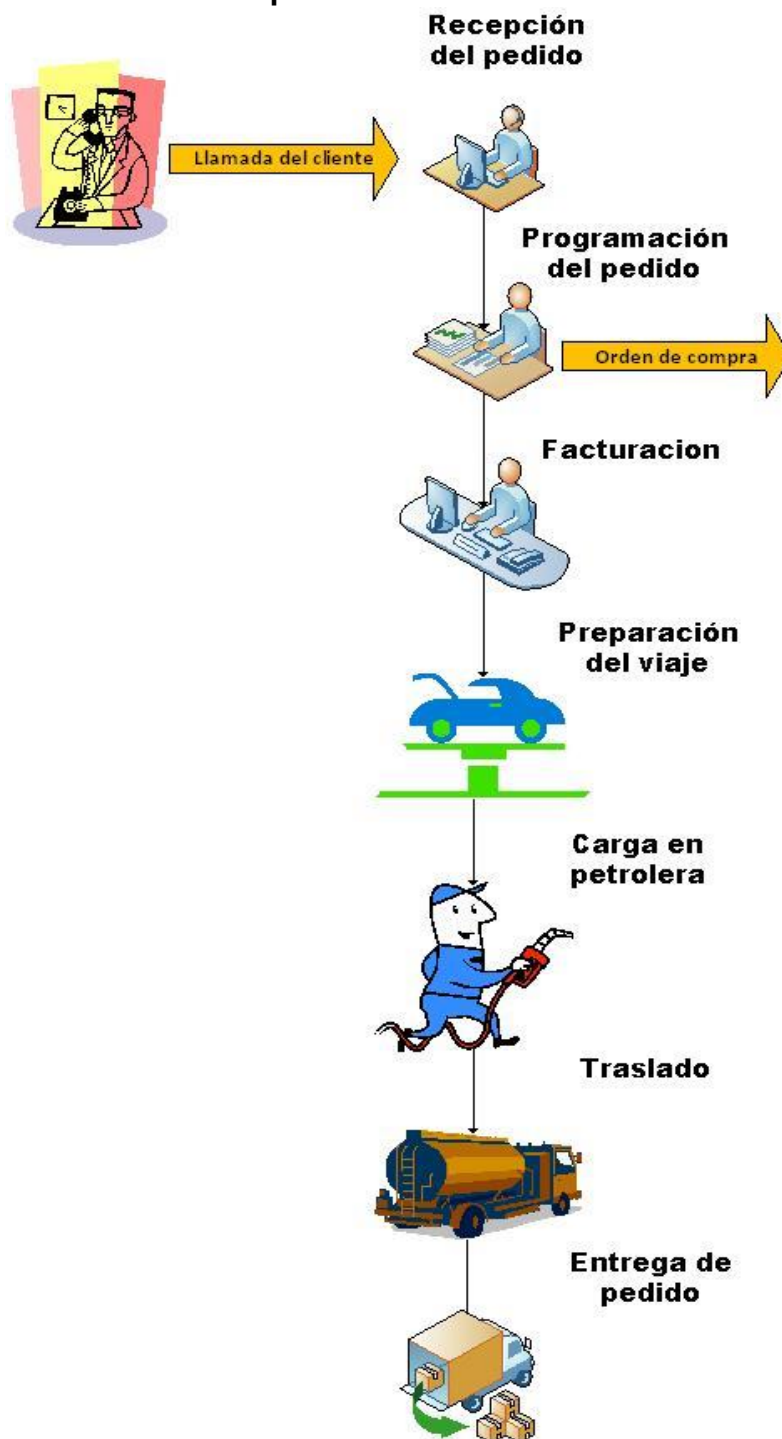 Recepción
del pedido
Llamada del cliente
Programación
del pedido
Orden de compra
Facturacion
Preparación
del viaje
Carga en
petrolera
Traslado
Entrega de
pedido